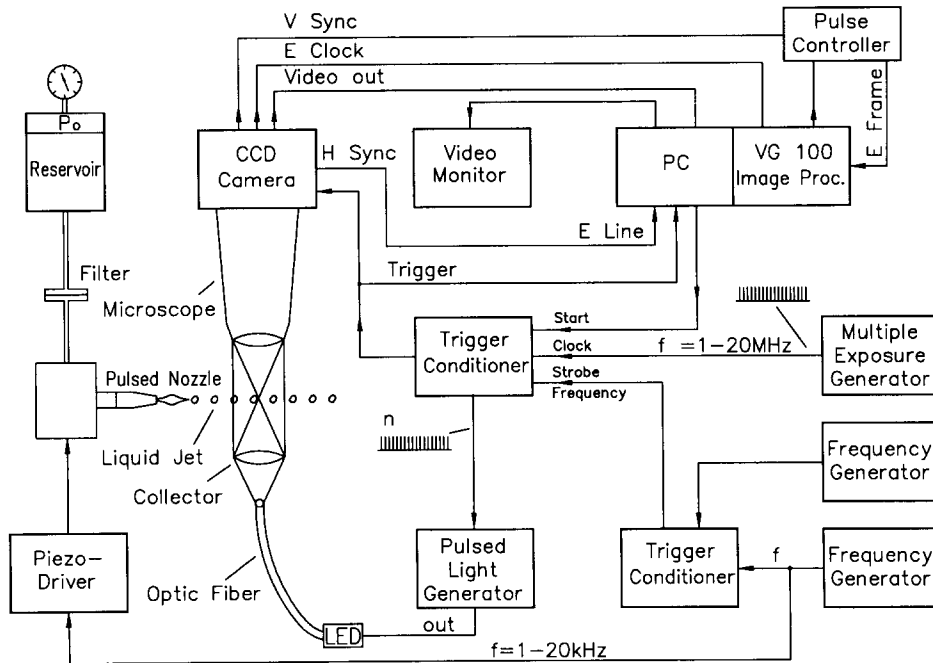 V Sync
E Clock
Video out
Pulse
Controller
E Frame
Po
Reservoir
CCD
Camera
H Sync
Video
Monitor
PC
VG 100
Image Proc.
E Line
Filter
Microscope
Trigger
Trigger
Conditioner
Start
Clock
Strobe
Frequency
f =1-20MHz
Multiple
Exposure
Generator
Pulsed Nozzle
Liquid Jet
Collector
n
Frequency
Generator
Piezo-
Driver
Optic Fiber
Pulsed
Light
Generator
Trigger
Conditioner
f
Frequency
Generator
LED
out
f=1-20kHz